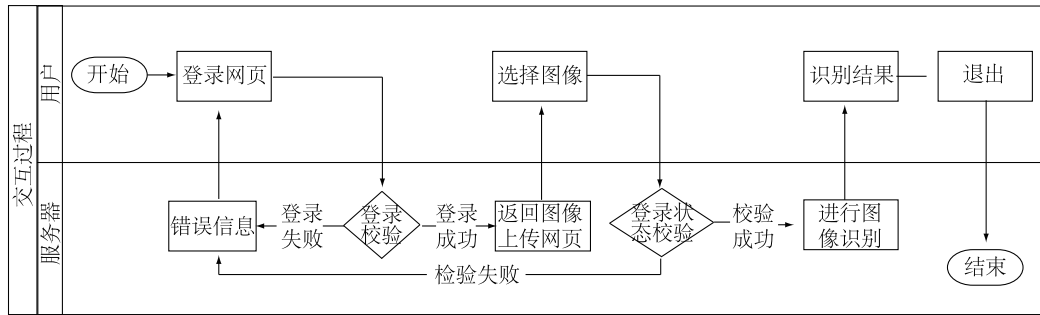 交互过程
用户
开始
登录网页
选择图像
识别结果
退出
服务器
错误信息
登录
失败
登录
校验
登录
成功
返回图像
上传网页
登录状
态校验
校验
成功
进行图
像识别
检验失败
结束